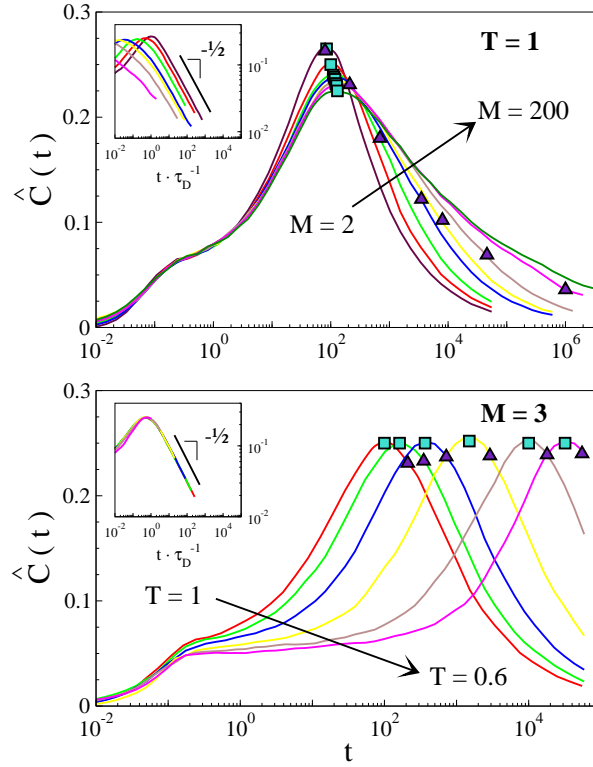 T = 1
0.3
0.2
0.1
0
Ĉ ( t )
M = 200
M = 2
10⁻² 10⁰ 10² 10⁴ 10⁶
-½
10⁻¹
10⁻²
10⁻² 10⁰ 10² 10⁴
t · τ_D⁻¹
M = 3
0.3
0.2
0.1
0
Ĉ ( t )
T = 1
T = 0.6
10⁻² 10⁰ 10² 10⁴
t
-½
10⁻¹
10⁻²
10⁻² 10⁰ 10² 10⁴
t · τ_D⁻¹